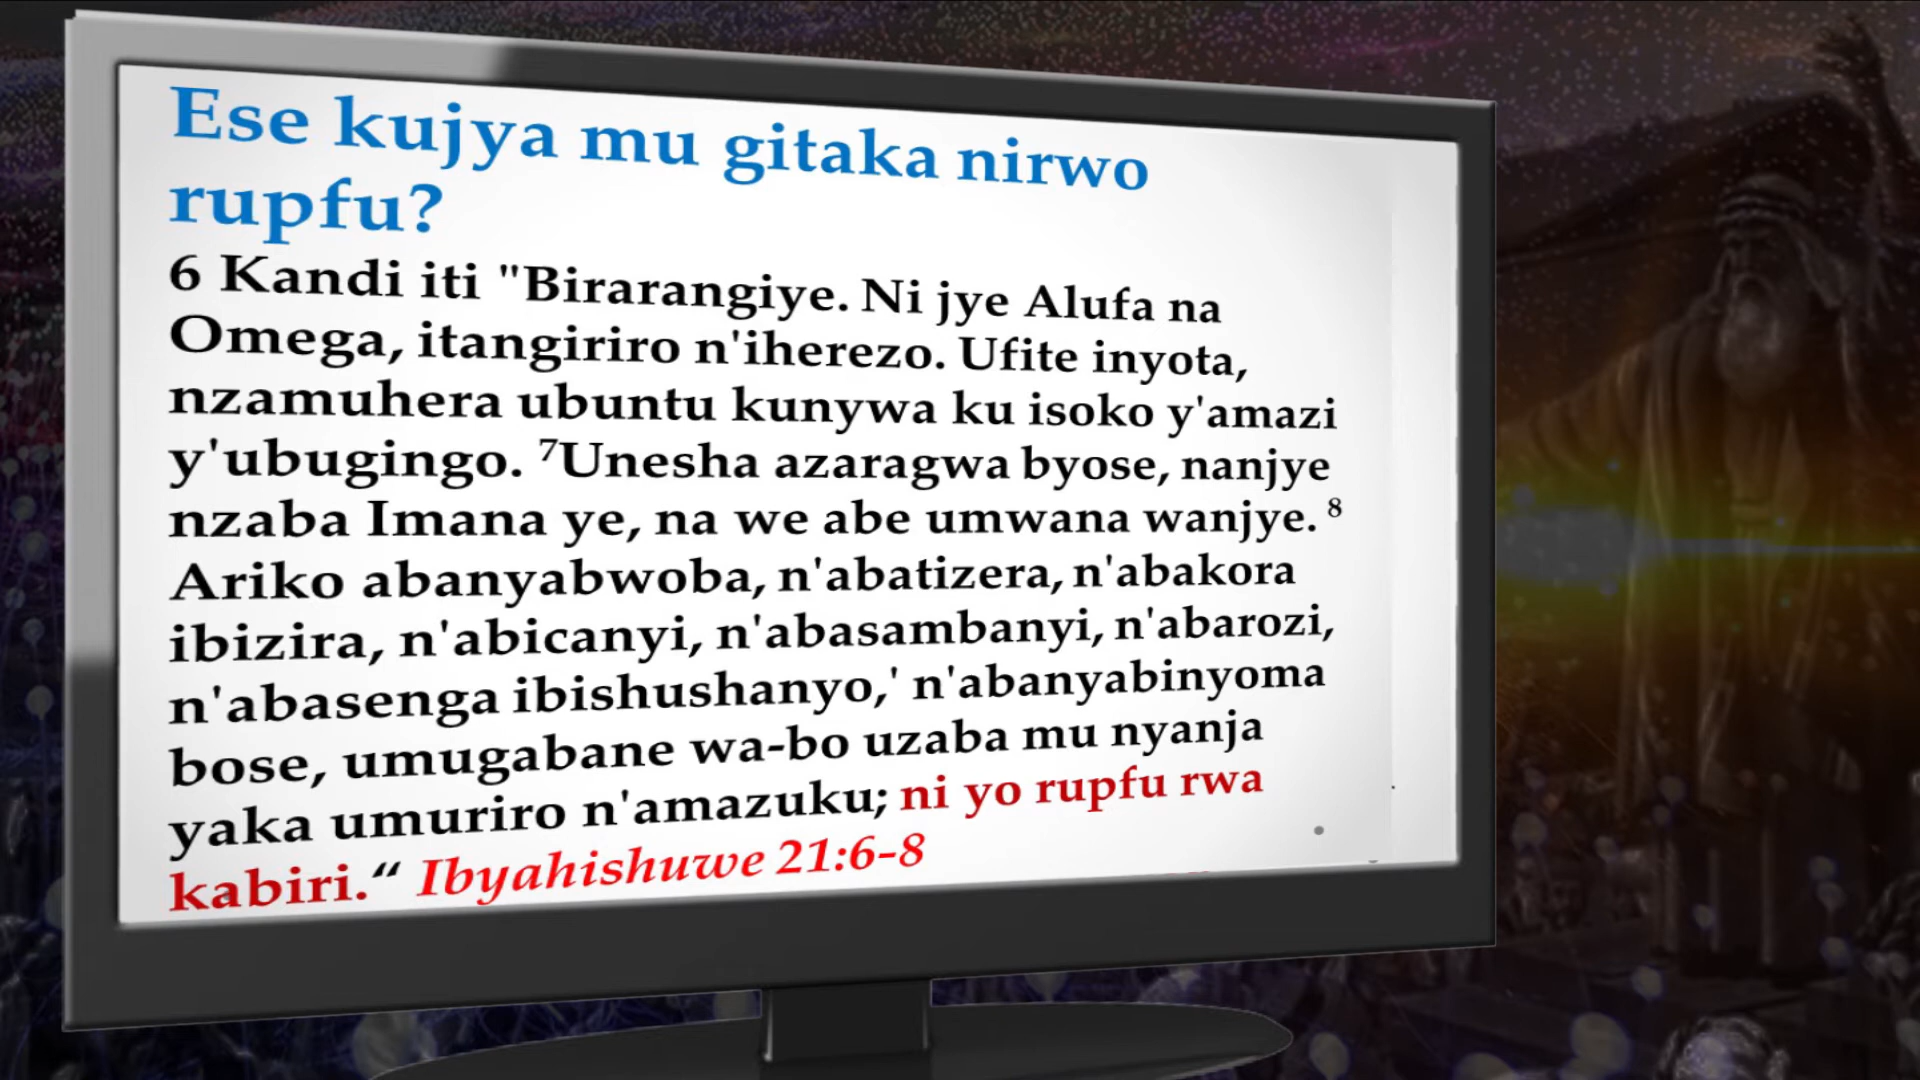 Ese kujya mu gitaka nirwo
rupfu?
6 Kandi iti "Birarangiye. Ni jye Alufa na
Omega, itangiriro n'iherezo. Ufite inyota,
nzamuhera ubuntu kunywa ku isoko y'amazi
y'ubugingo. ⁷Unesha azaragwa byose, nanjye
nzaba Imana ye, na we abe umwana wanjye. ⁸
Ariko abanyabwoba, n'abatizera, n'abakora
ibizira, n'abicanyi, n'abasambanyi, n'abarozi,
n'abasenga ibishushanyo,' n'abanyabinyoma
bose, umugabane wa-bo uzaba mu nyanja
yaka umuriro n'amazuku; ni yo rupfu rwa
kabiri.“ Ibyahishuwe 21:6-8